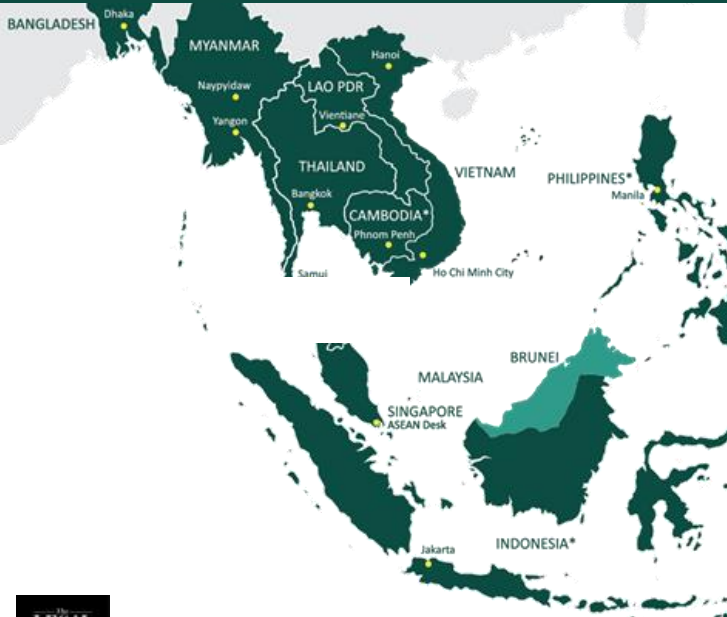 Dhaka
BANGLADESH
MYANMAR
Hanoi
LAO PDR
Naypyidaw
Vientiane
Yangon
THAILAND
VIETNAM
PHILIPPINES*
Manila
Bangkok
CAMBODIA*
Phnom Penh
Samui
Ho Chi Minh City
BRUNEI
MALAYSIA
SINGAPORE
ASEAN Desk
INDONESIA*
Jakarta
The